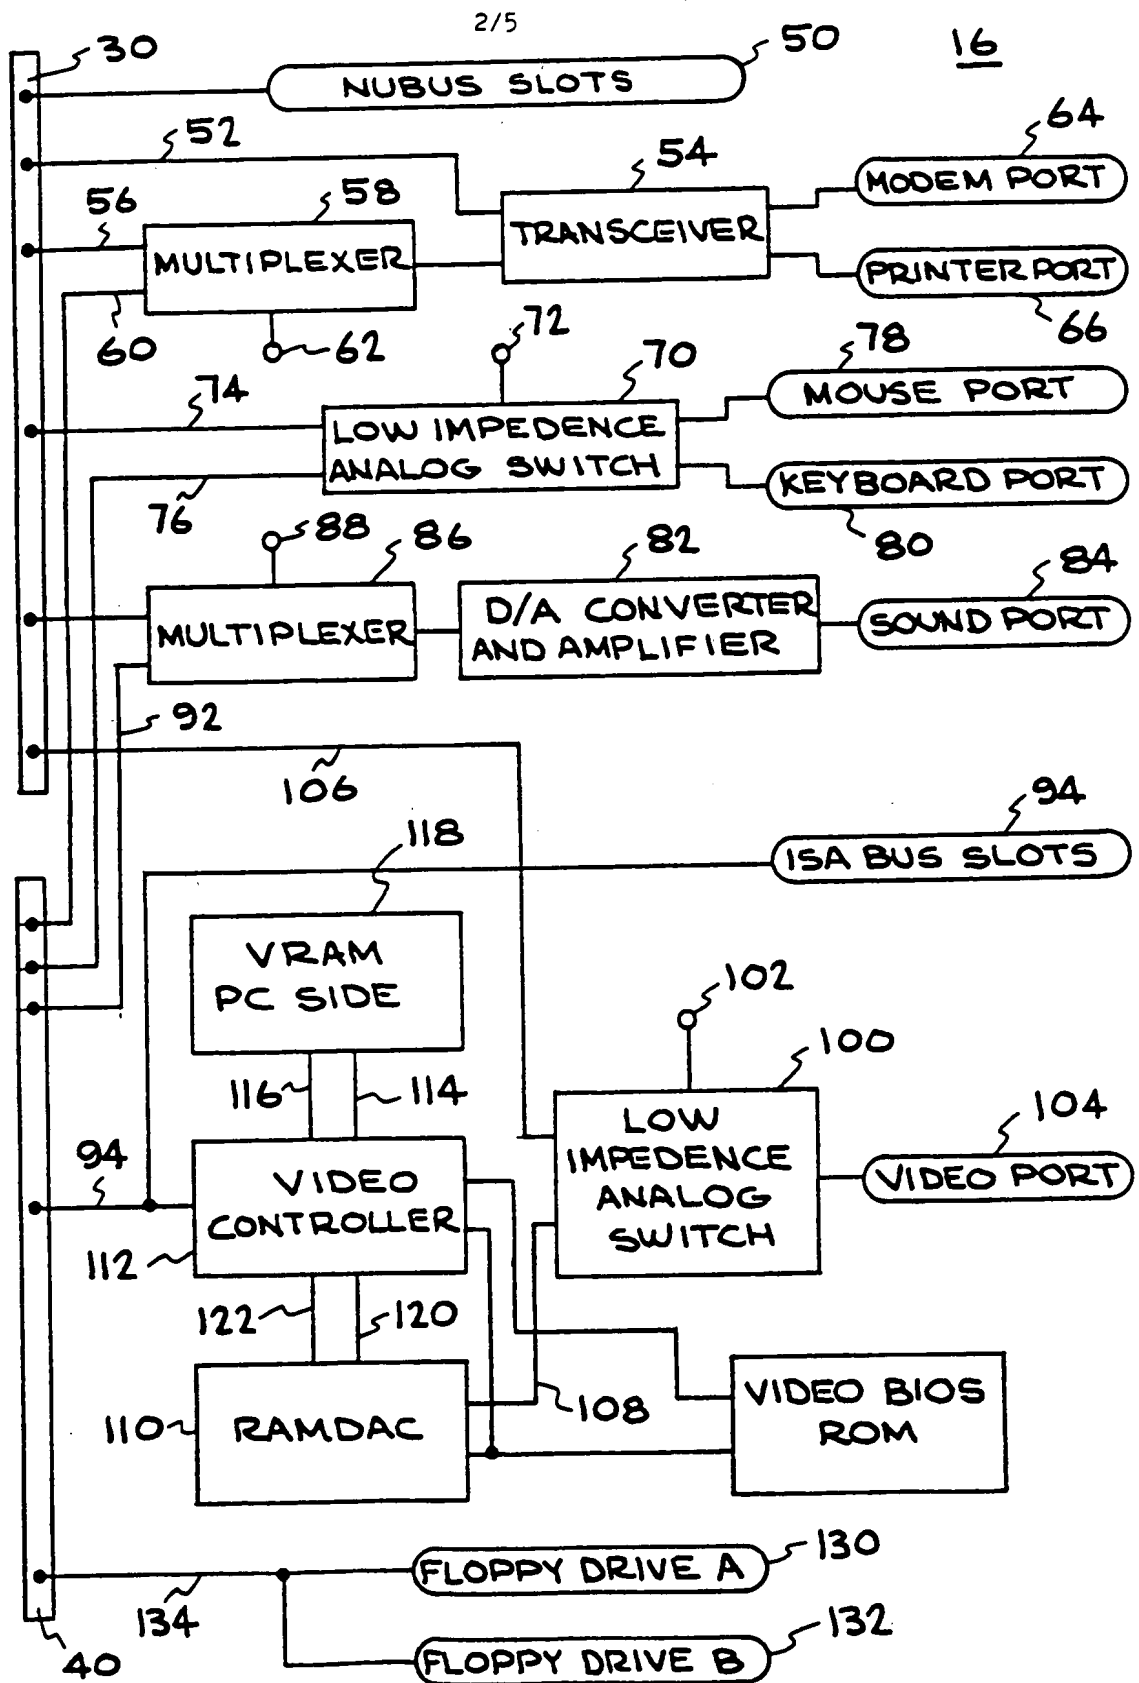 2/5
30
50
16
NUBUS SLOTS
52
54
64
MODEM PORT
56
58
TRANSCEIVER
MULTIPLEXER
PRINTER PORT
60
62
72
66
74
70
78
MOUSE PORT
LOW IMPEDENCE
ANALOG SWITCH
KEYBOARD PORT
76
88
86
82
80
84
D/A CONVERTER
AND AMPLIFIER
MULTIPLEXER
SOUND PORT
92
106
94
118
ISA BUS SLOTS
VRAM
PC SIDE
102
100
116
114
LOW
IMPEDENCE
ANALOG
SWITCH
104
94
VIDEO PORT
VIDEO
CONTROLLER
112
122
120
VIDEO BIOS
ROM
108
110
RAMDAC
130
FLOPPY DRIVE A
134
132
40
FLOPPY DRIVE B